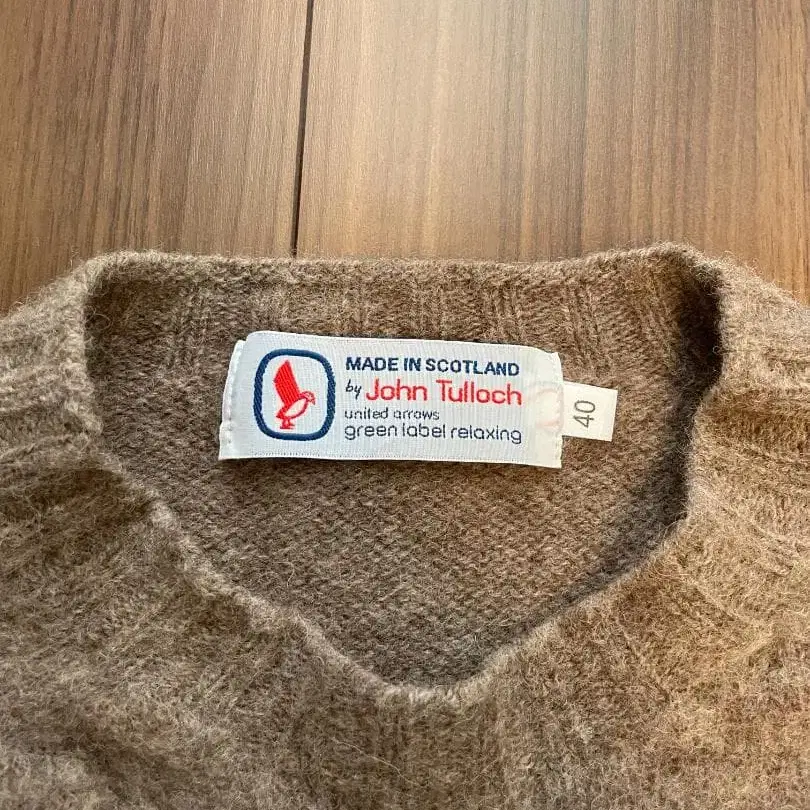 MADE IN SCOTLAND
by John Tulloch
united arrows
green label relaxing
40